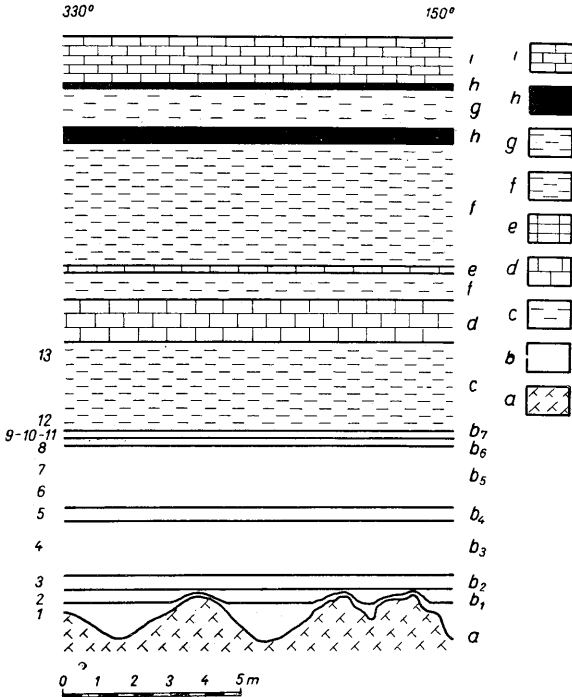 330° 150°
ı ı
h h
g
h g
f f
e
e d
f
d c
13
c b
12
9-10-11 b7
8 b6
7 b5
6
5 b4
4 b3
3 b2
2 b1
1
a a
0 1 2 3 4 5m